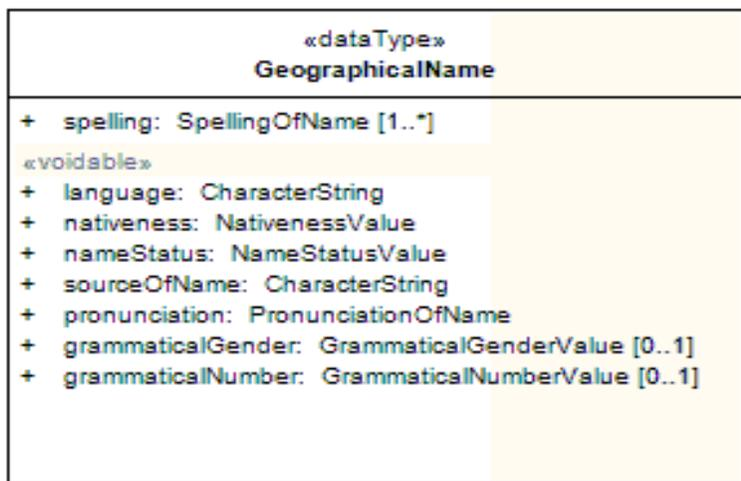 «dataType»
GeographicalName
+ spelling: SpellingOfName [1..*]
«voidable»
+ language: CharacterString
+ nativeness: NativenessValue
+ nameStatus: NameStatusValue
+ sourceOfName: CharacterString
+ pronunciation: PronunciationOfName
+ grammaticalGender: GrammaticalGenderValue [0..1]
+ grammaticalNumber: GrammaticalNumberValue [0..1]